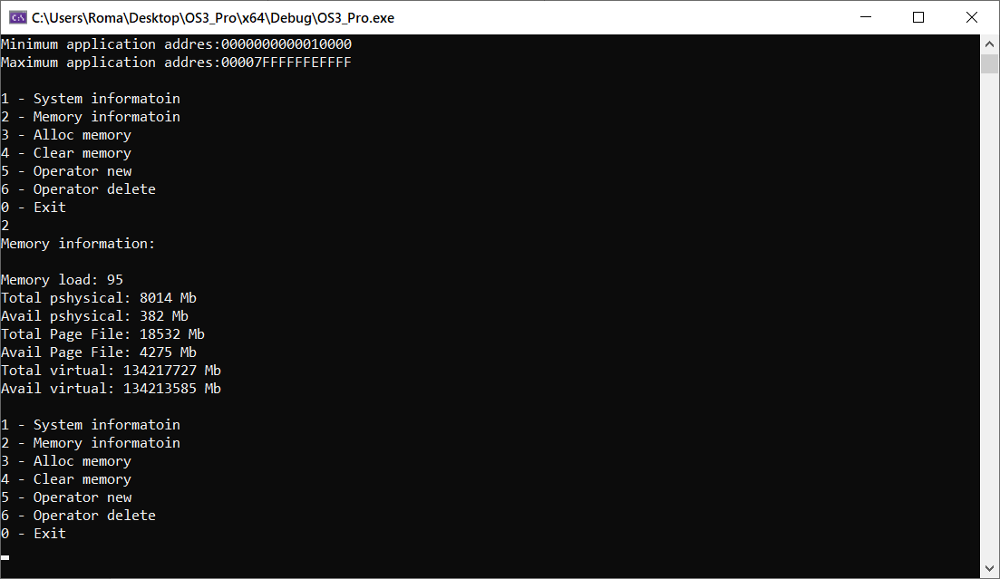 C:\Users\Roma\Desktop\OS3_Pro\x64\Debug\OS3_Pro.exe
Minimum application addres:0000000000010000
Maximum application addres:00007FFFFFFEFFFF
1 - System informatoin
2 - Memory informatoin
3 - Alloc memory
4 - Clear memory
5 - Operator new
6 - Operator delete
0 - Exit
2
Memory information:
Memory load: 95
Total pshysical: 8014 Mb
Avail pshysical: 382 Mb
Total Page File: 18532 Mb
Avail Page File: 4275 Mb
Total virtual: 134217727 Mb
Avail virtual: 134213585 Mb
1 - System informatoin
2 - Memory informatoin
3 - Alloc memory
4 - Clear memory
5 - Operator new
6 - Operator delete
0 - Exit